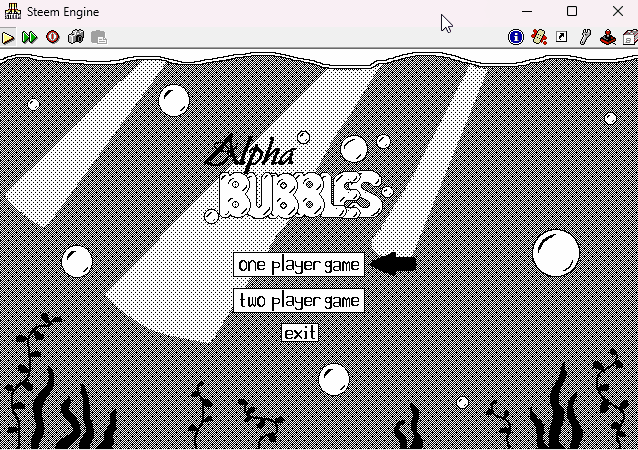 Steem Engine
Alpha
BUBBLES
one player game
two player game
exit